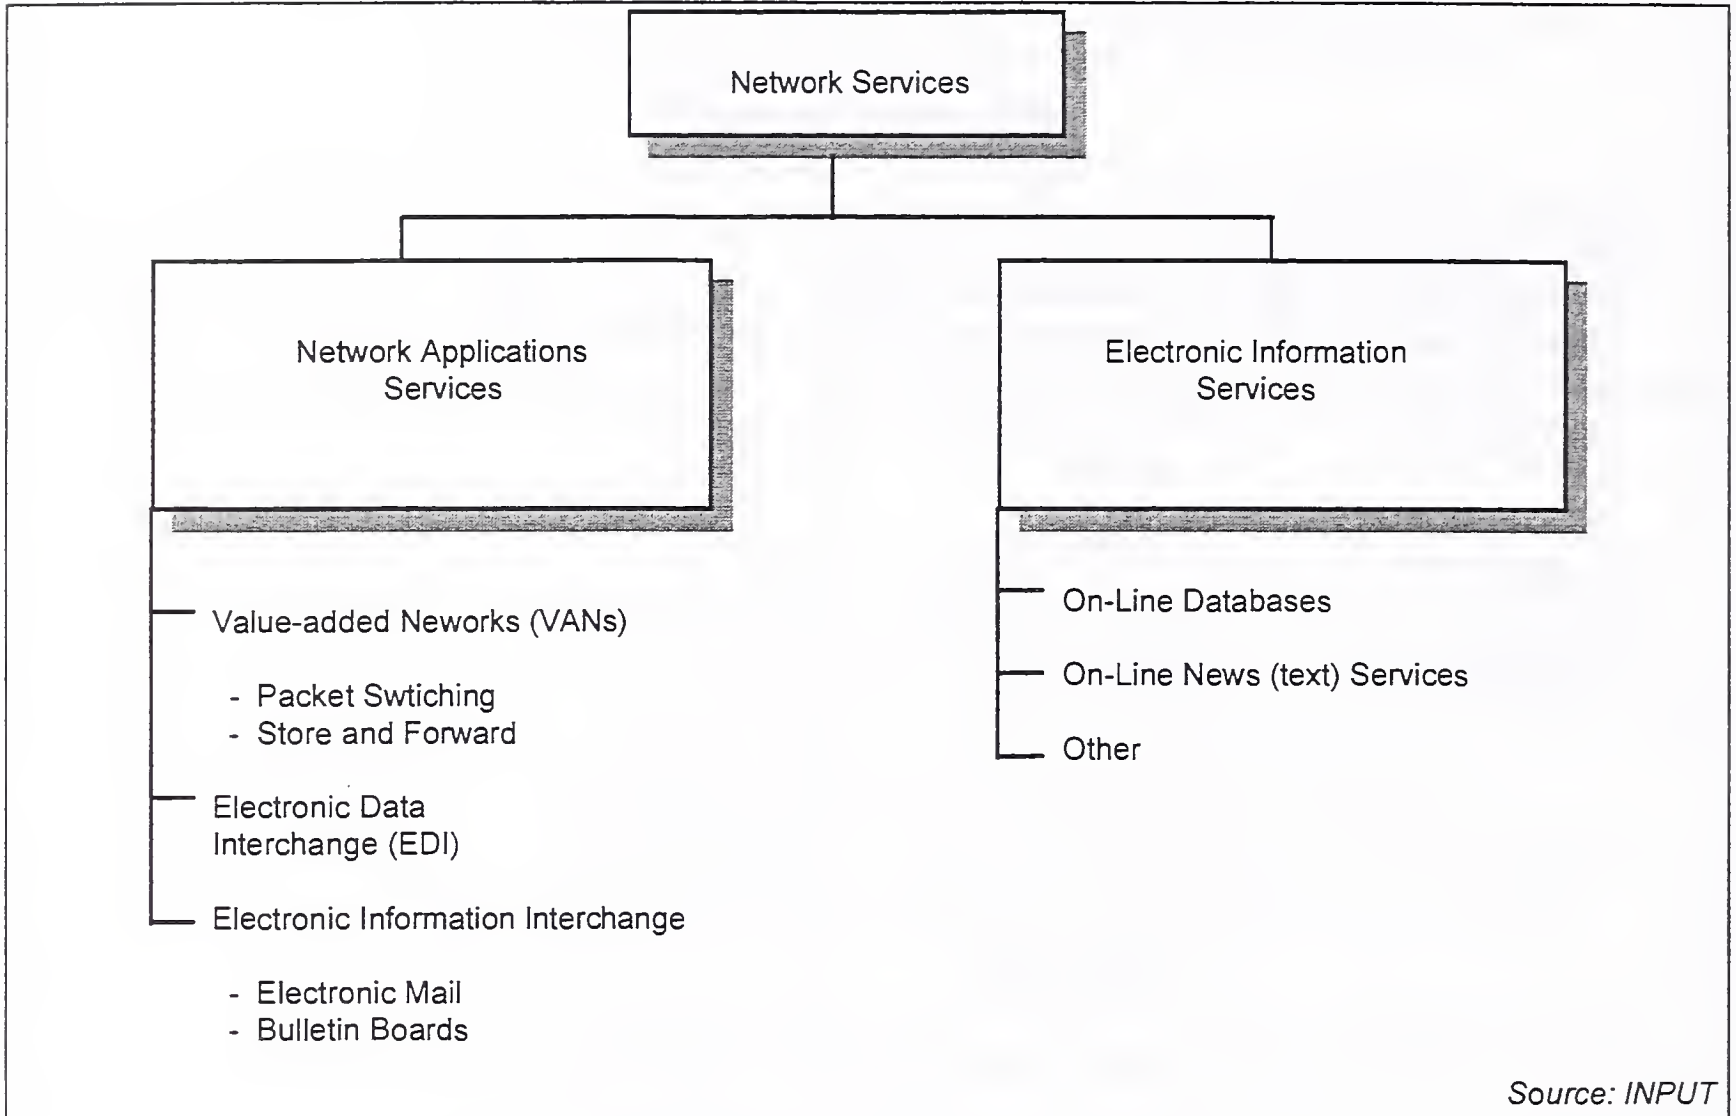 Network Services
Network Applications
Services
Electronic Information
Services
Value-added Neworks (VANs)
- Packet Swtiching
- Store and Forward
Electronic Data
Interchange (EDI)
Electronic Information Interchange
- Electronic Mail
- Bulletin Boards
On-Line Databases
On-Line News (text) Services
Other
Source: INPUT